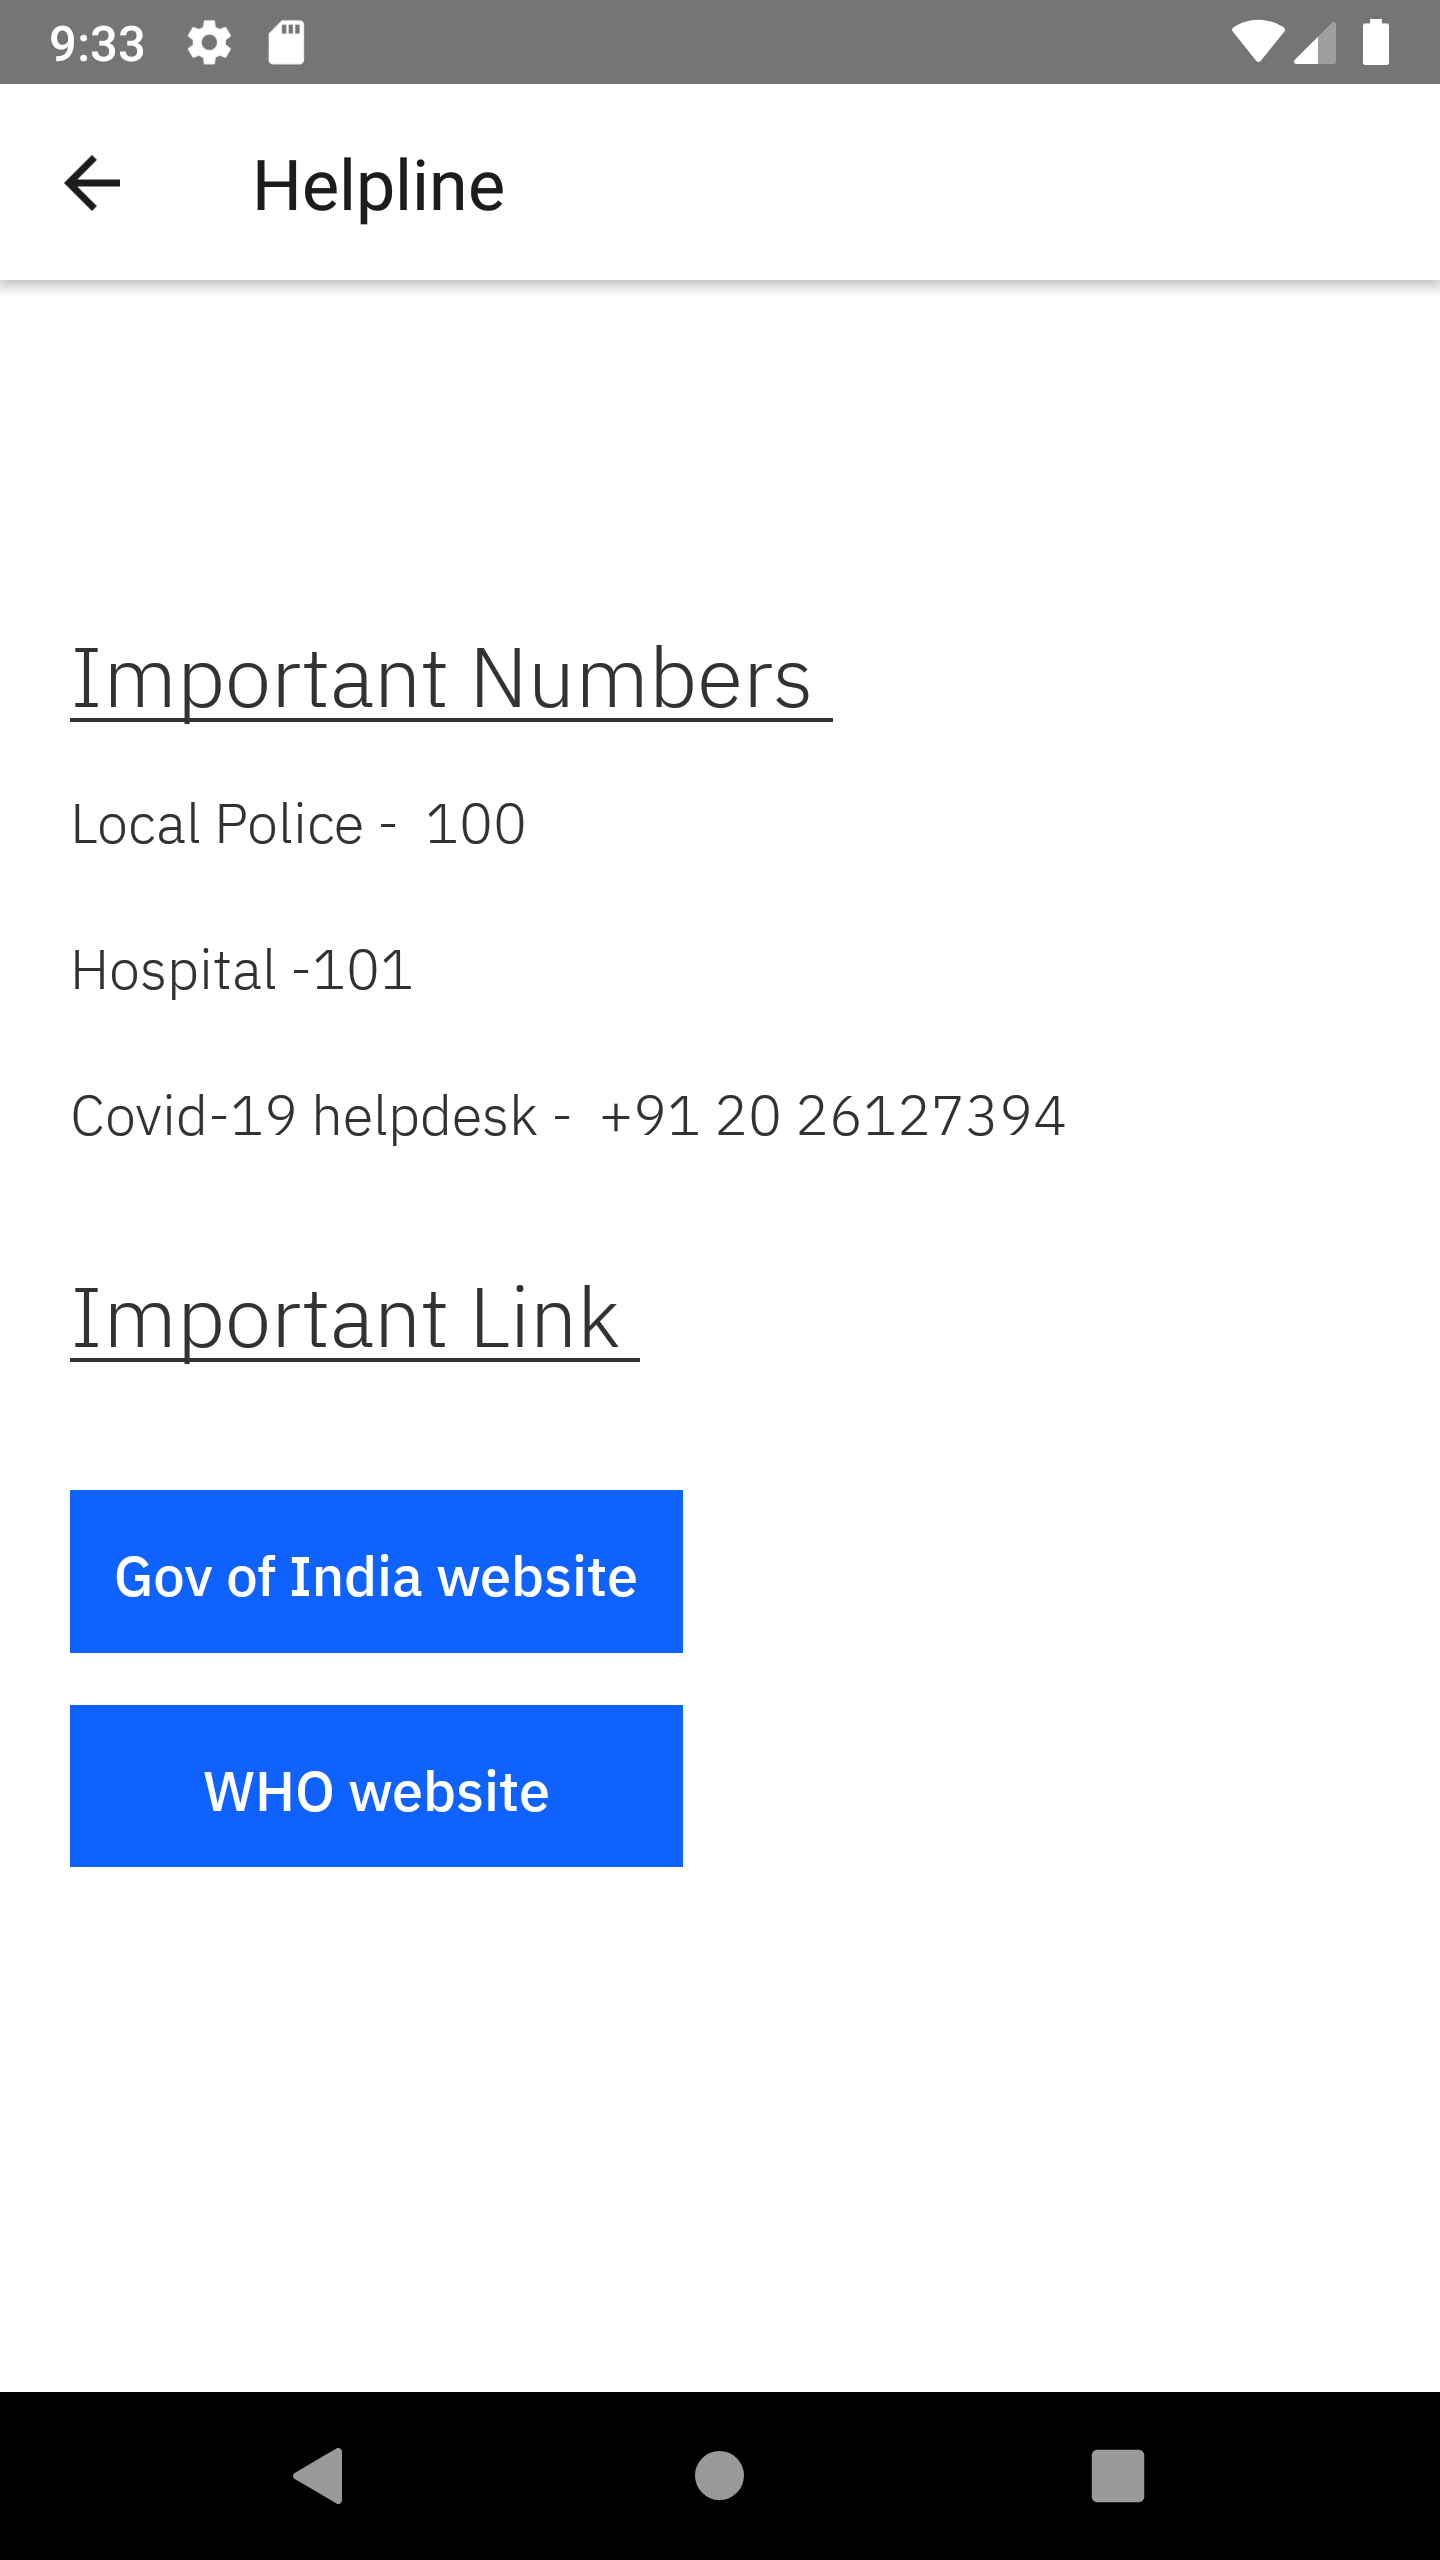 9:33
Helpline
Important Numbers
Local Police - 100
Hospital -101
Covid-19 helpdesk - +91 20 26127394
Important Link
Gov of India website
WHO website